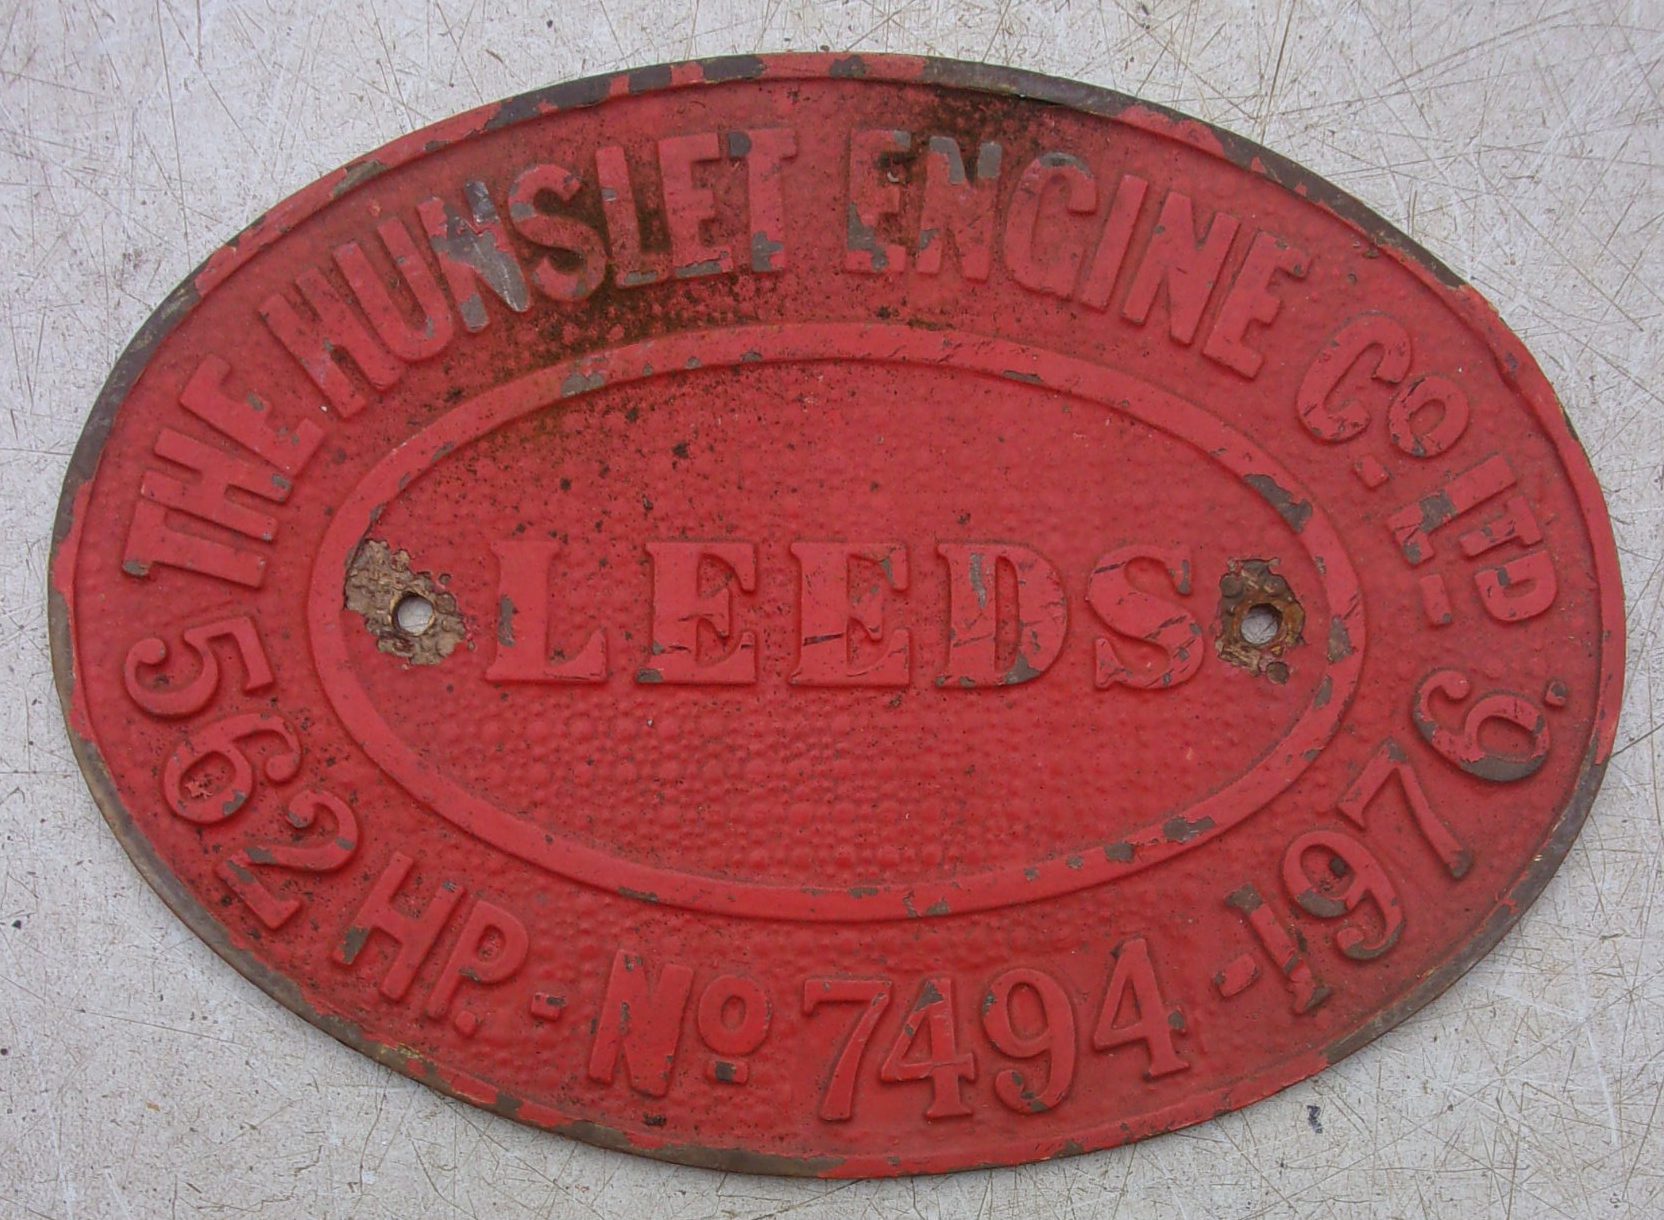 THE HUNSLET ENGINE Co. LTD
LEEDS
562 HP. - No 7494 - 1976.